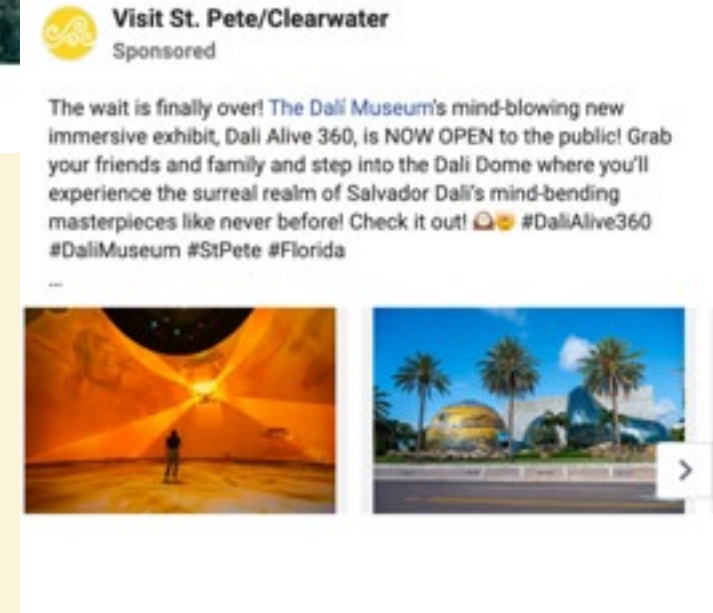 Visit St. Pete/Clearwater
Sponsored
The wait is finally over! The Dalí Museum's mind-blowing new
immersive exhibit, Dali Alive 360, is NOW OPEN to the public! Grab
your friends and family and step into the Dali Dome where you'll
experience the surreal realm of Salvador Dali's mind-bending
masterpieces like never before! Check it out! 🕰️🤯 #DaliAlive360
#DaliMuseum #StPete #Florida
...